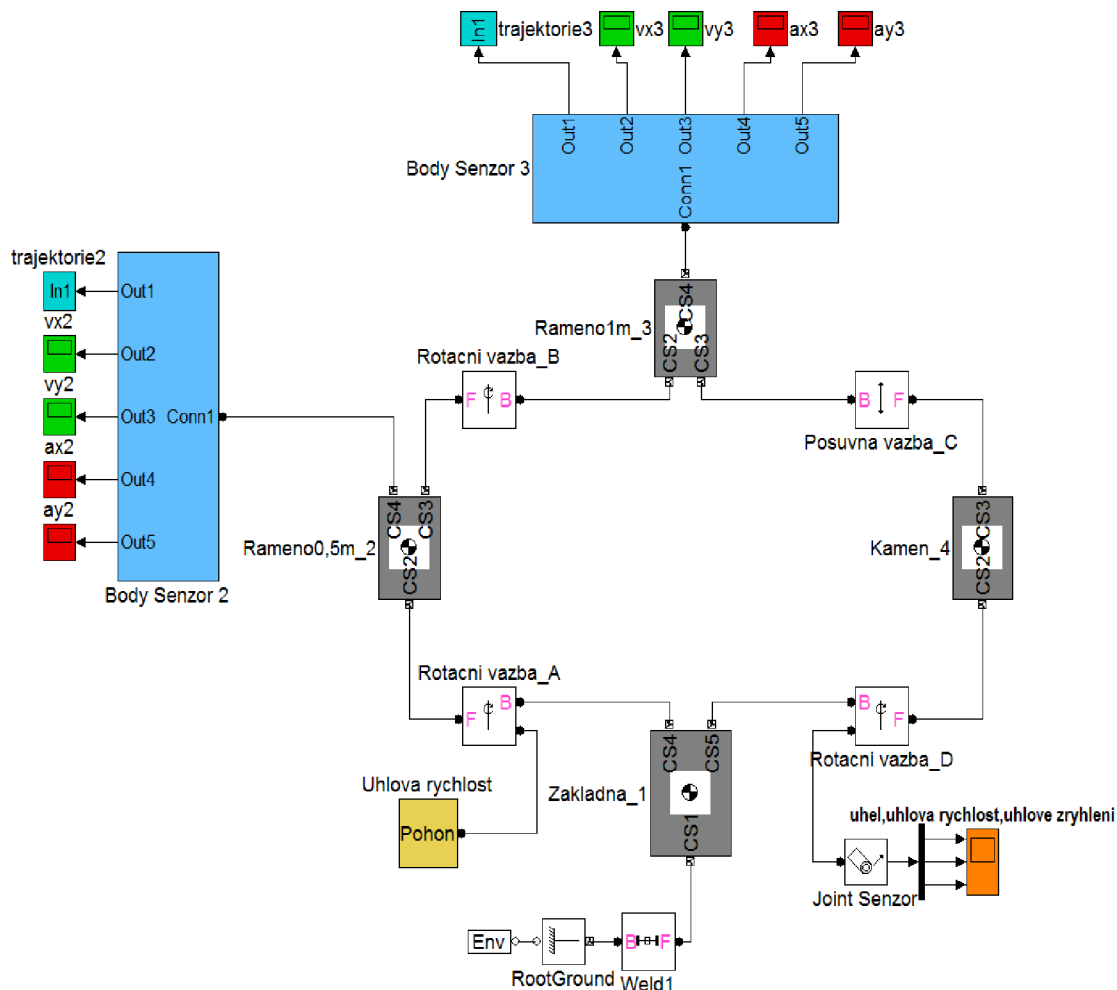 In1 trajektorie3 vx3 vy3 ax3 ay3
Out1 Out2 Out3 Out4 Out5
Body Senzor 3
Conn1
trajektorie2
In1 Out1
vx2
Out2
vy2
Out3 Conn1
ax2
Out4
ay2
Out5
Body Senzor 2
CS4
Rameno1m_3
CS2 CS3
Rotacni vazba_B
F B
B F
Posuvna vazba_C
CS4 CS3
Rameno0,5m_2
CS2
CS3
Kamen_4
CS2
Rotacni vazba_A
F B
B F
Rotacni vazba_D
CS4 CS5
Zakladna_1
CS1
Uhlova rychlost
Pohon
uhel,uhlova rychlost,uhlove zryhleni
Joint Senzor
Env
RootGround
B F
Weld1